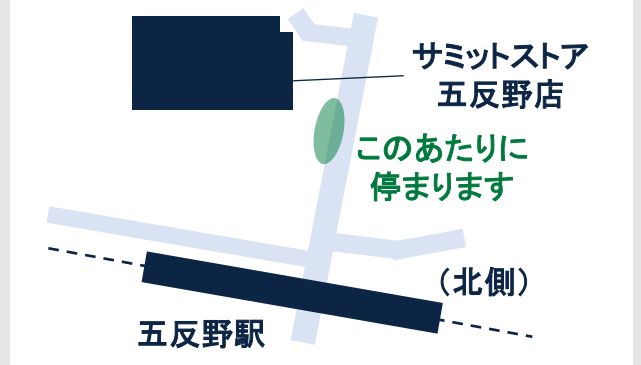 サミットストア
五反野店
このあたりに
停まります
（北側）
五反野駅